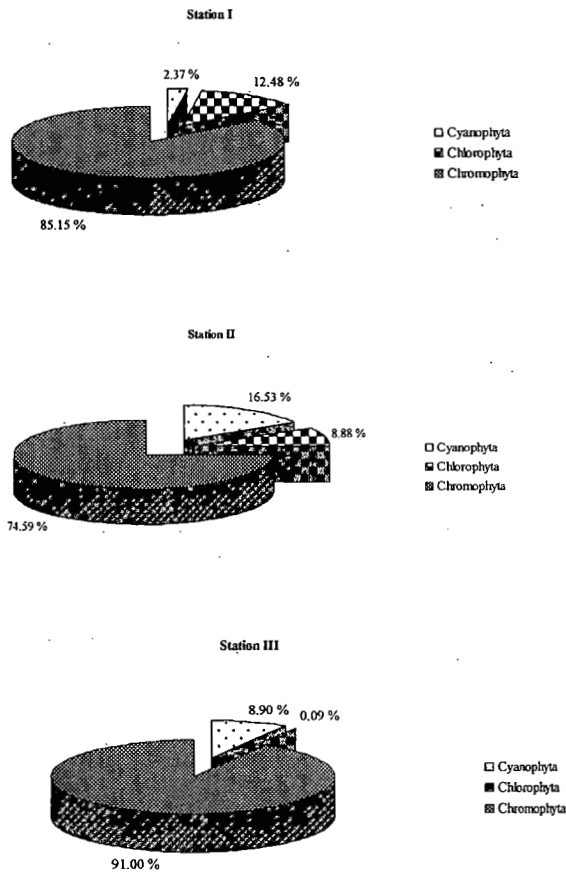 Station I
2.37 %
12.48 %
Cyanophyta
Chlorophyta
Chromophyta
85.15 %
Station II
16.53 %
8.88 %
Cyanophyta
Chlorophyta
Chromophyta
74.59 %
Station III
8.90 %
0,09 %
Cyanophyta
Chlorophyta
Chromophyta
91.00 %